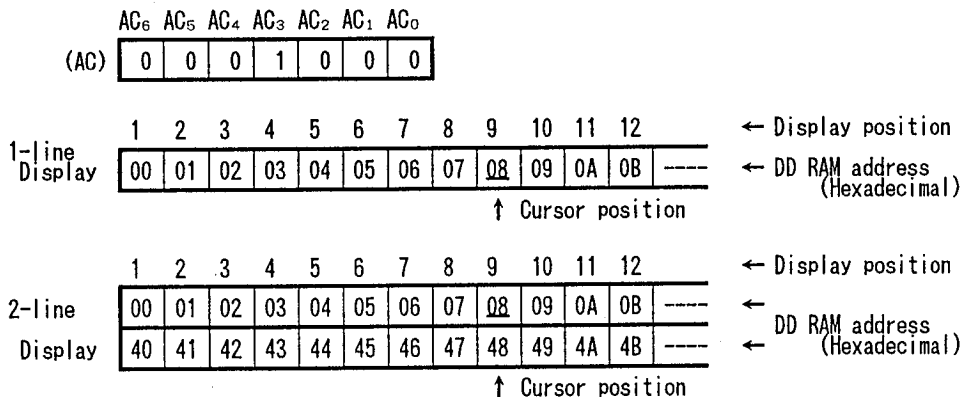 AC₆ AC₅ AC₄ AC₃ AC₂ AC₁ AC₀
(AC) 0 0 0 1 0 0 0
1 2 3 4 5 6 7 8 9 10 11 12 ← Display position
1-line
Display 00 01 02 03 04 05 06 07 08 09 0A 0B ---- ← DD RAM address
(Hexadecimal)
↑ Cursor position
1 2 3 4 5 6 7 8 9 10 11 12 ← Display position
2-line 00 01 02 03 04 05 06 07 08 09 0A 0B ---- ←
DD RAM address
Display 40 41 42 43 44 45 46 47 48 49 4A 4B ---- ← (Hexadecimal)
↑ Cursor position